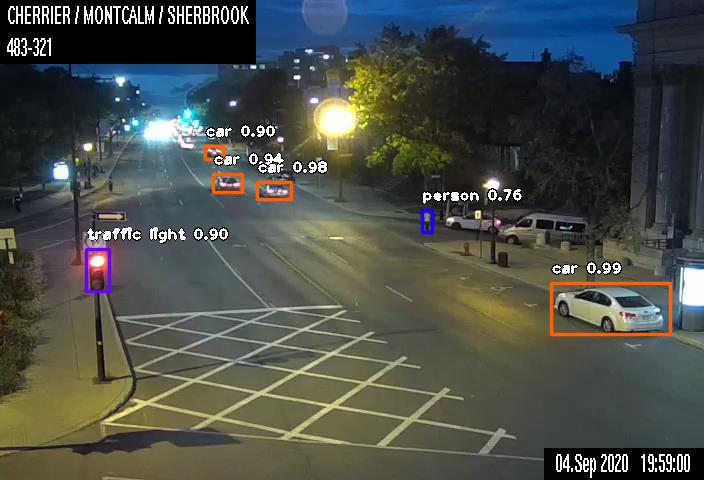 CHERRIER / MONTCALM / SHERBROOK
483-321
car 0.90
car 0.94
car 0.98
person 0.76
traffic light 0.90
car 0.99
04.Sep 2020 19:59:00